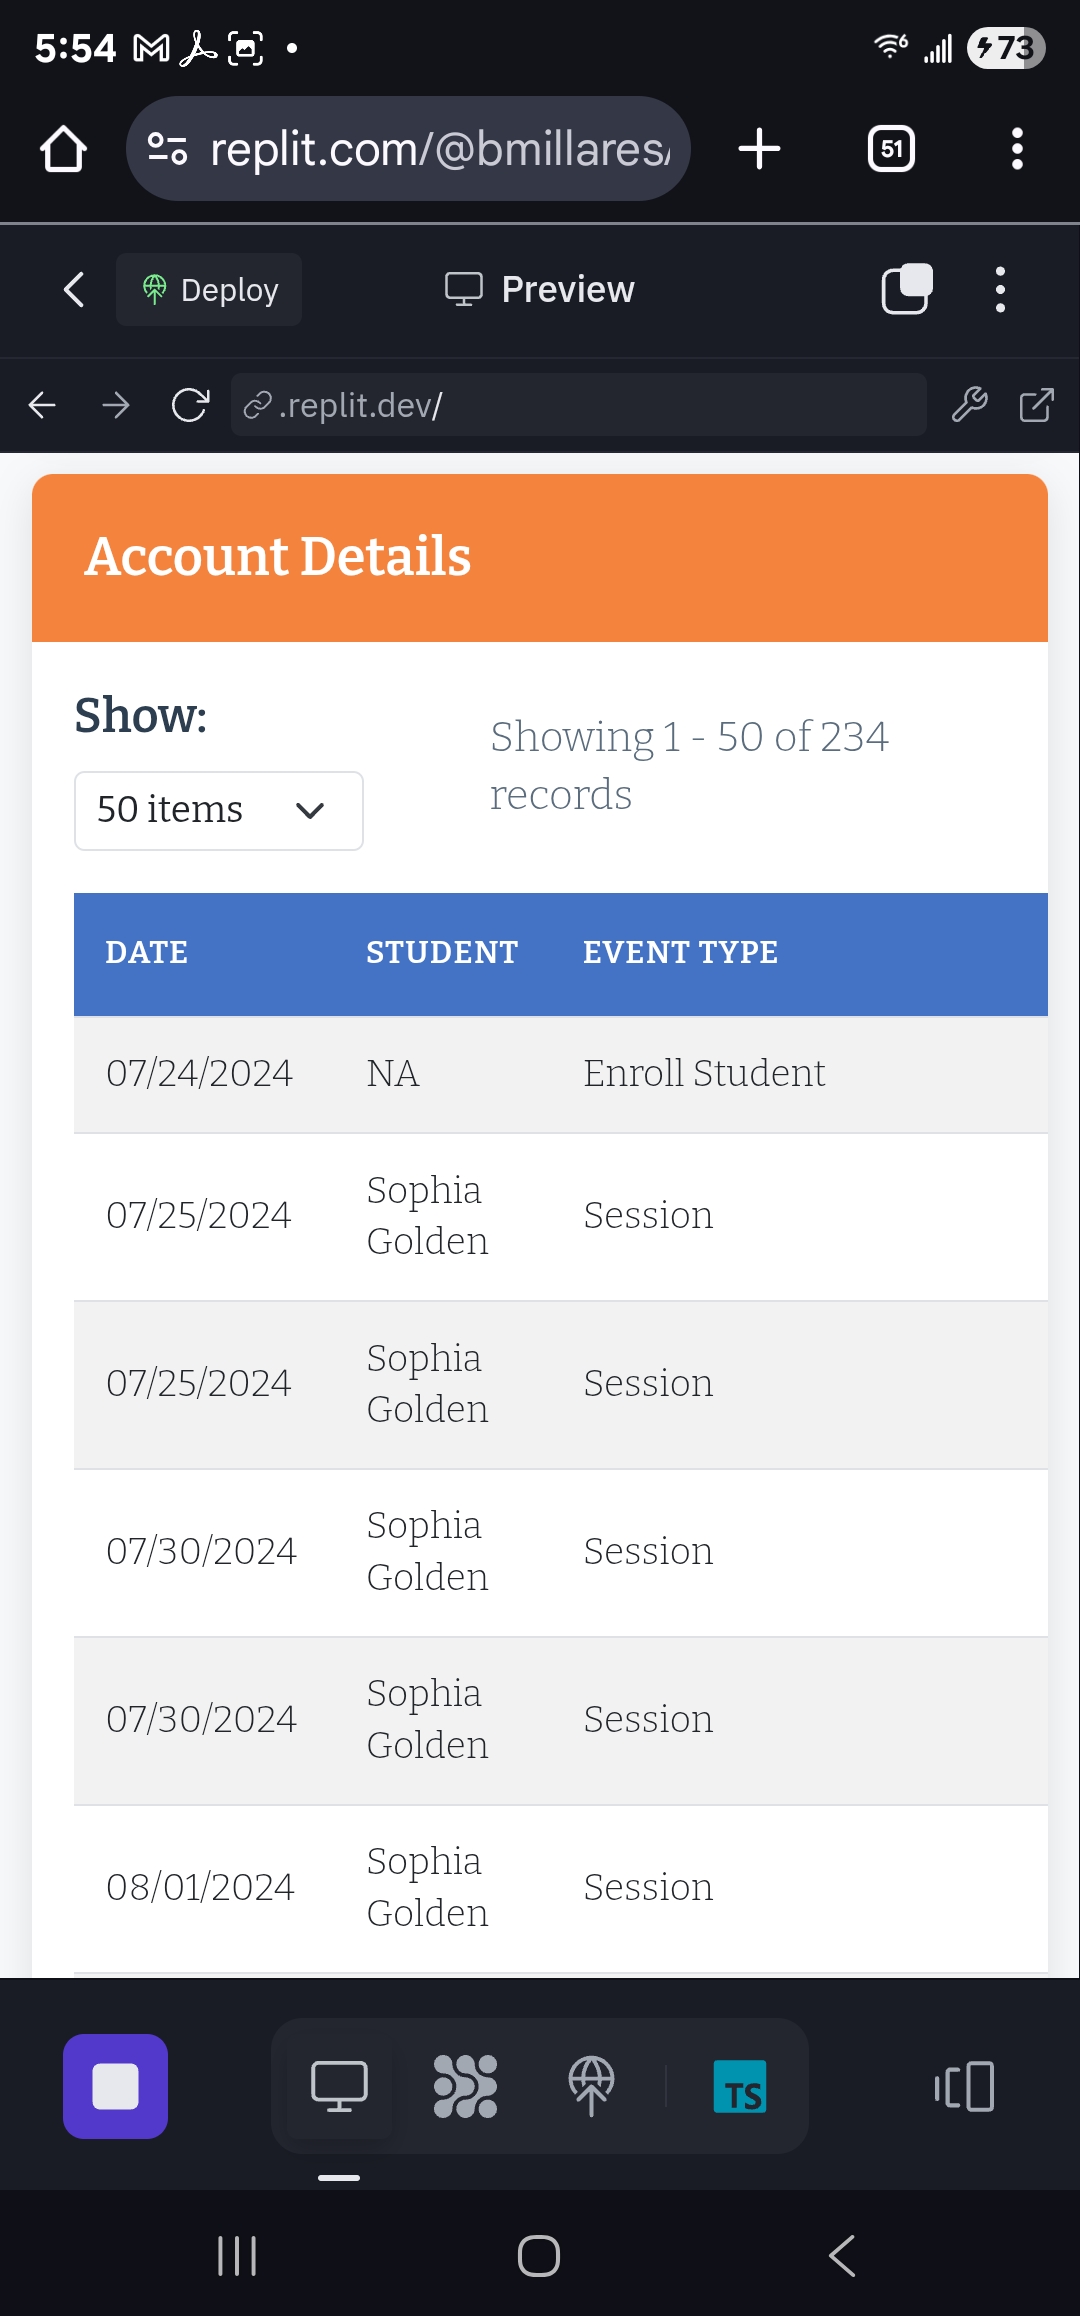 5:54
73
replit.com/@bmillares/
51
Deploy
Preview
.replit.dev/
Account Details
Show:
Showing 1 - 50 of 234
records
50 items
DATE STUDENT EVENT TYPE
07/24/2024 NA Enroll Student
Sophia
07/25/2024 Session
Golden
Sophia
07/25/2024 Session
Golden
Sophia
07/30/2024 Session
Golden
Sophia
07/30/2024 Session
Golden
Sophia
08/01/2024 Session
Golden
TS